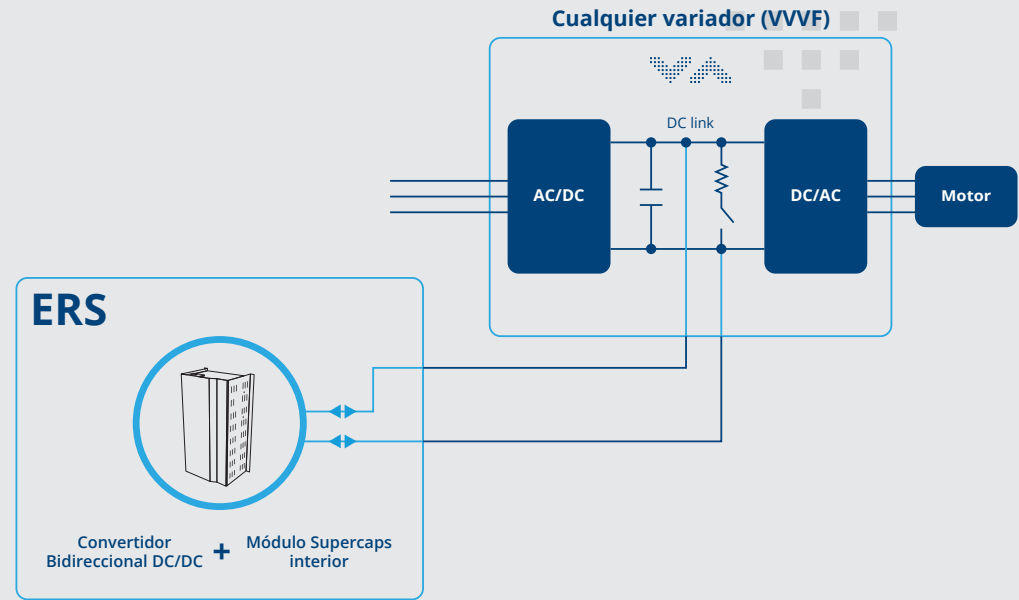 Cualquier variador (VVVF)
DC link
AC/DC
DC/AC
Motor
ERS
Convertidor
Bidireccional DC/DC
+
Módulo Supercaps
interior